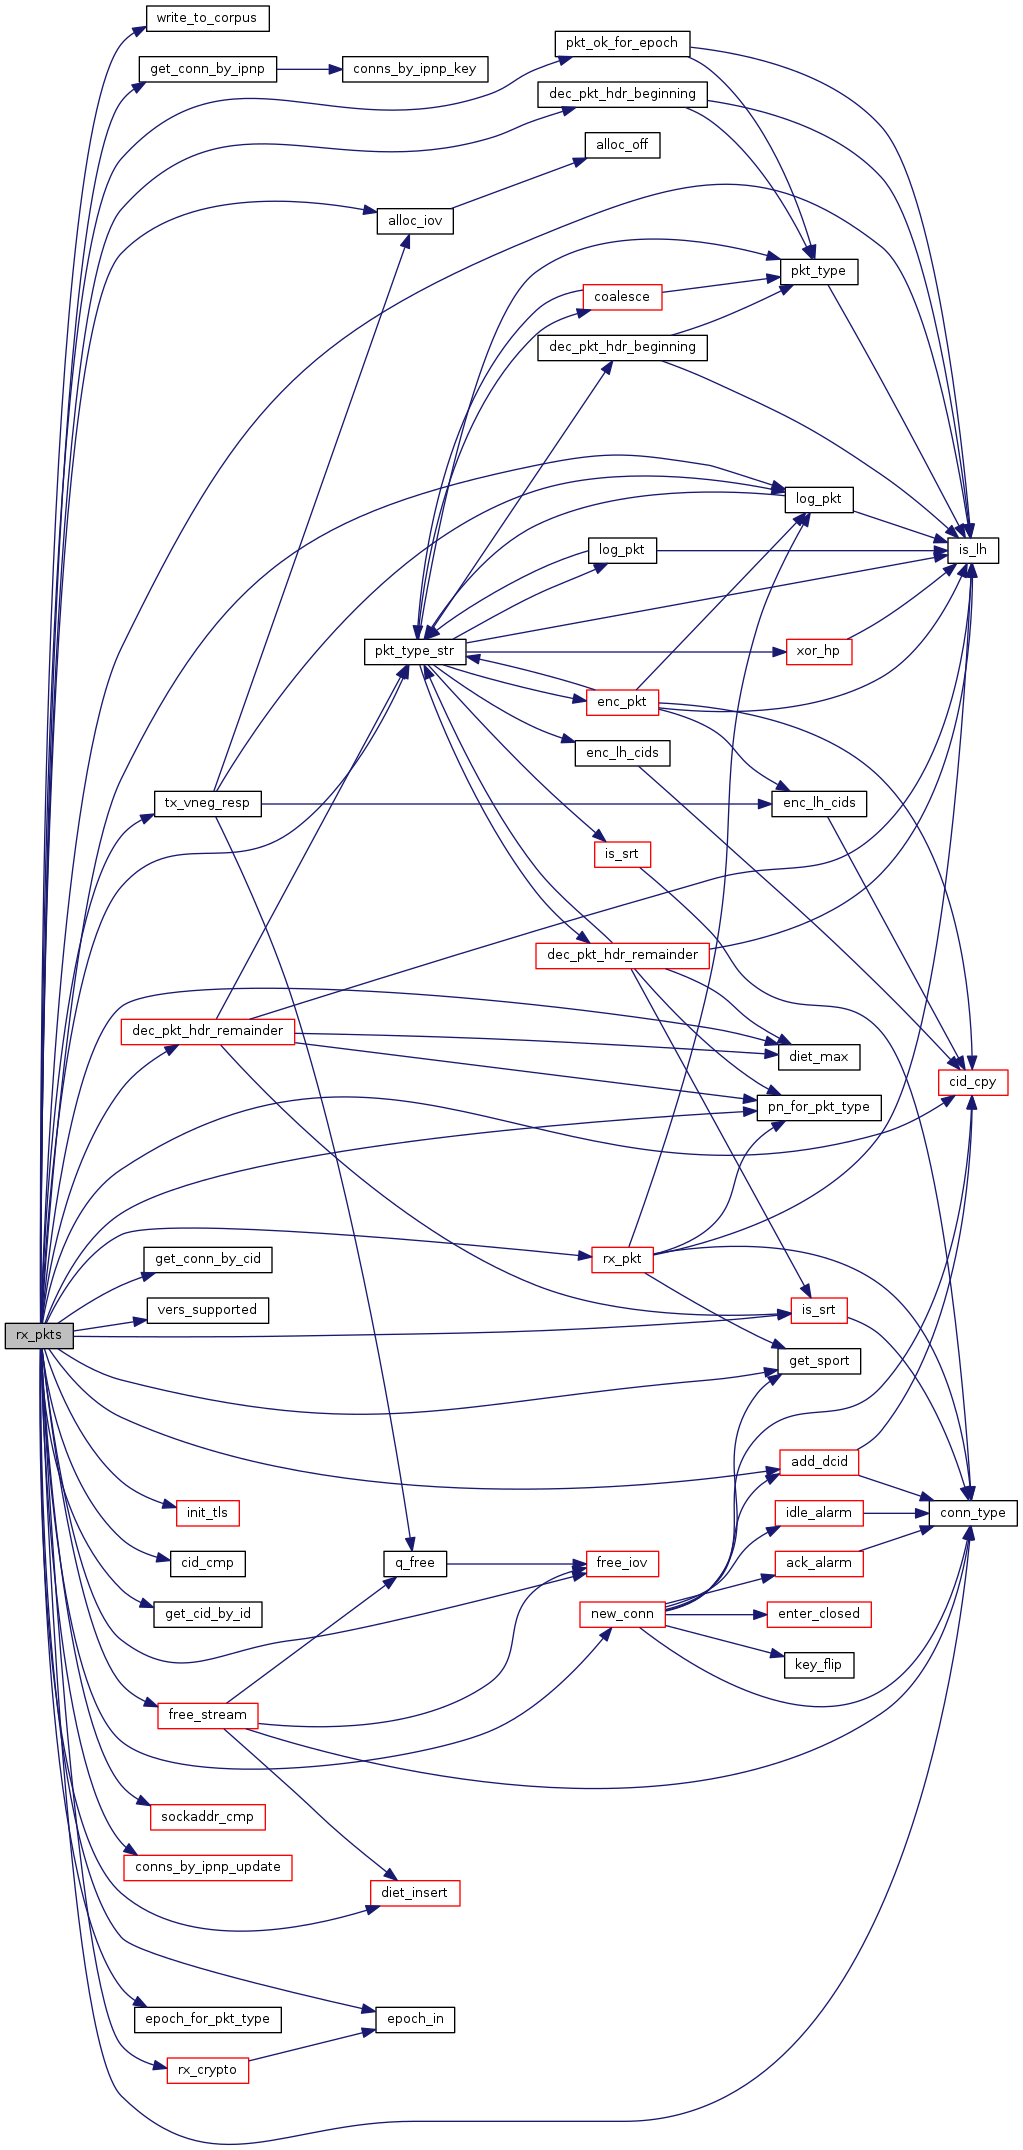 write_to_corpus
pkt_ok_for_epoch
get_conn_by_ipnp
conns_by_ipnp_key
dec_pkt_hdr_beginning
alloc_off
alloc_iov
pkt_type
coalesce
dec_pkt_hdr_beginning
log_pkt
log_pkt
is_lh
pkt_type_str
xor_hp
enc_pkt
enc_lh_cids
tx_vneg_resp
enc_lh_cids
is_srt
dec_pkt_hdr_remainder
dec_pkt_hdr_remainder
diet_max
cid_cpy
pn_for_pkt_type
get_conn_by_cid
rx_pkt
vers_supported
is_srt
rx_pkts
get_sport
add_dcid
init_tls
idle_alarm
conn_type
cid_cmp
q_free
free_iov
ack_alarm
get_cid_by_id
new_conn
enter_closed
key_flip
free_stream
sockaddr_cmp
conns_by_ipnp_update
diet_insert
epoch_for_pkt_type
epoch_in
rx_crypto